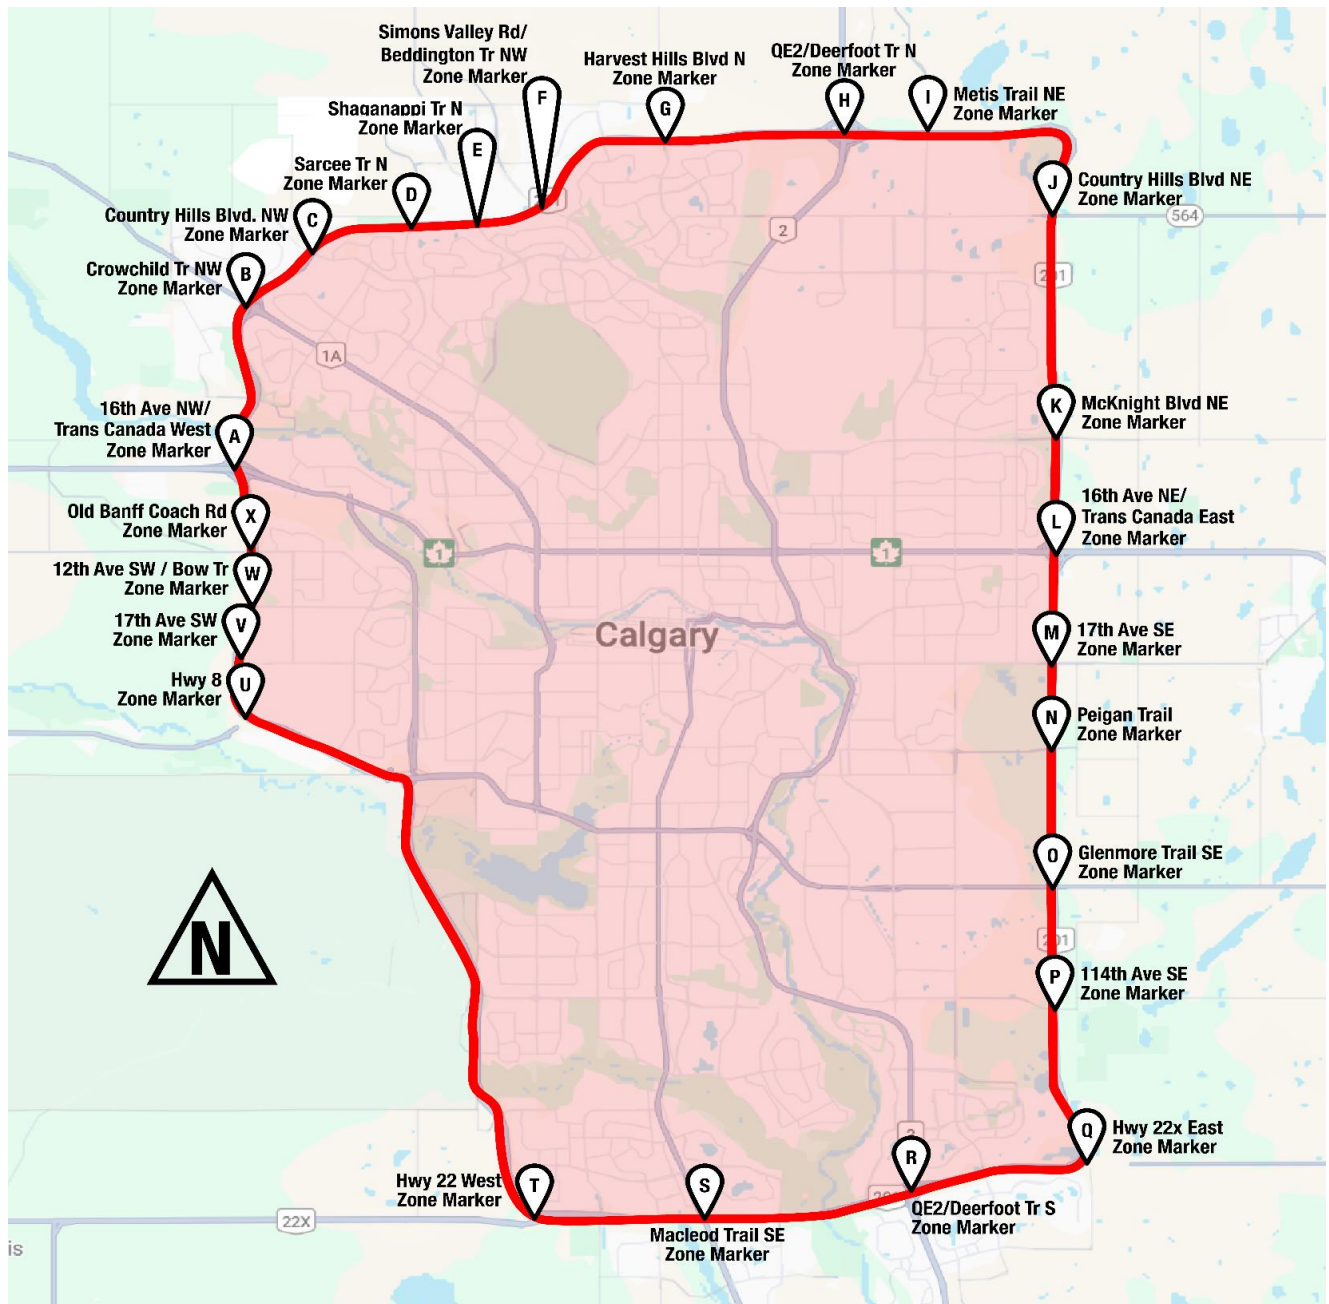 Simons Valley Rd/
Beddington Tr NW
Zone Marker
F
Harvest Hills Blvd N
Zone Marker
G
QE2/Deerfoot Tr N
Zone Marker
H
I
Metis Trail NE
Zone Marker
Shaganappi Tr N
Zone Marker
E
Sarcee Tr N
Zone Marker
D
Country Hills Blvd. NW
Zone Marker
C
Crowchild Tr NW
Zone Marker
B
J
Country Hills Blvd NE
Zone Marker
564
2
201
1A
16th Ave NW/
Trans Canada West
Zone Marker
A
K
McKnight Blvd NE
Zone Marker
Old Banff Coach Rd
Zone Marker
X
L
16th Ave NE/
Trans Canada East
Zone Marker
1
1
12th Ave SW / Bow Tr
Zone Marker
W
17th Ave SW
Zone Marker
V
Calgary
M
17th Ave SE
Zone Marker
Hwy 8
Zone Marker
U
N
Peigan Trail
Zone Marker
O
Glenmore Trail SE
Zone Marker
N
201
P
114th Ave SE
Zone Marker
2
Q
Hwy 22x East
Zone Marker
Hwy 22 West
Zone Marker
T
S
Macleod Trail SE
Zone Marker
R
QE2/Deerfoot Tr S
Zone Marker
22X
is